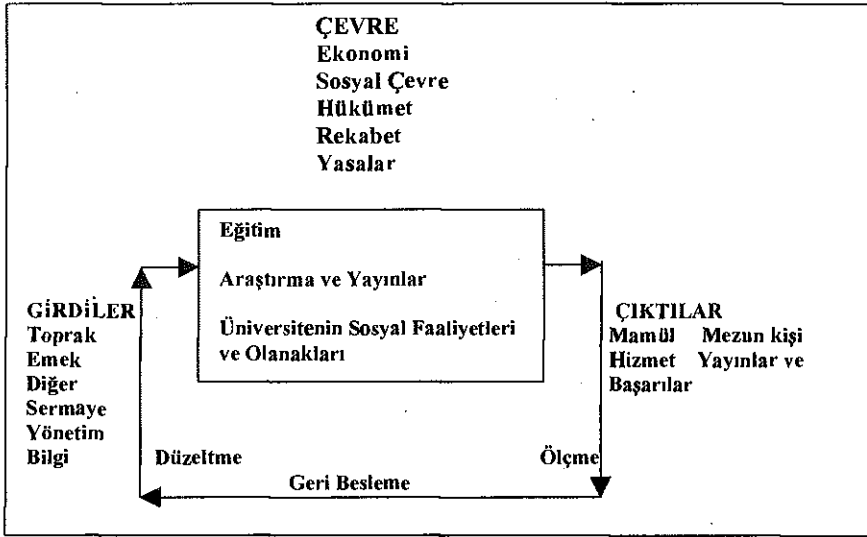 ÇEVRE
Ekonomi
Sosyal Çevre
Hükümet
Rekabet
Yasalar
Eğitim
Araştırma ve Yayınlar
Üniversitenin Sosyal Faaliyetleri
ve Olanakları
GİRDİLER
Toprak
Emek
Diğer
Sermaye
Yönetim
Bilgi
ÇIKTILAR
Mamül Mezun kişi
Hizmet Yayınlar ve
Başarılar
Düzeltme
Ölçme
Geri Besleme